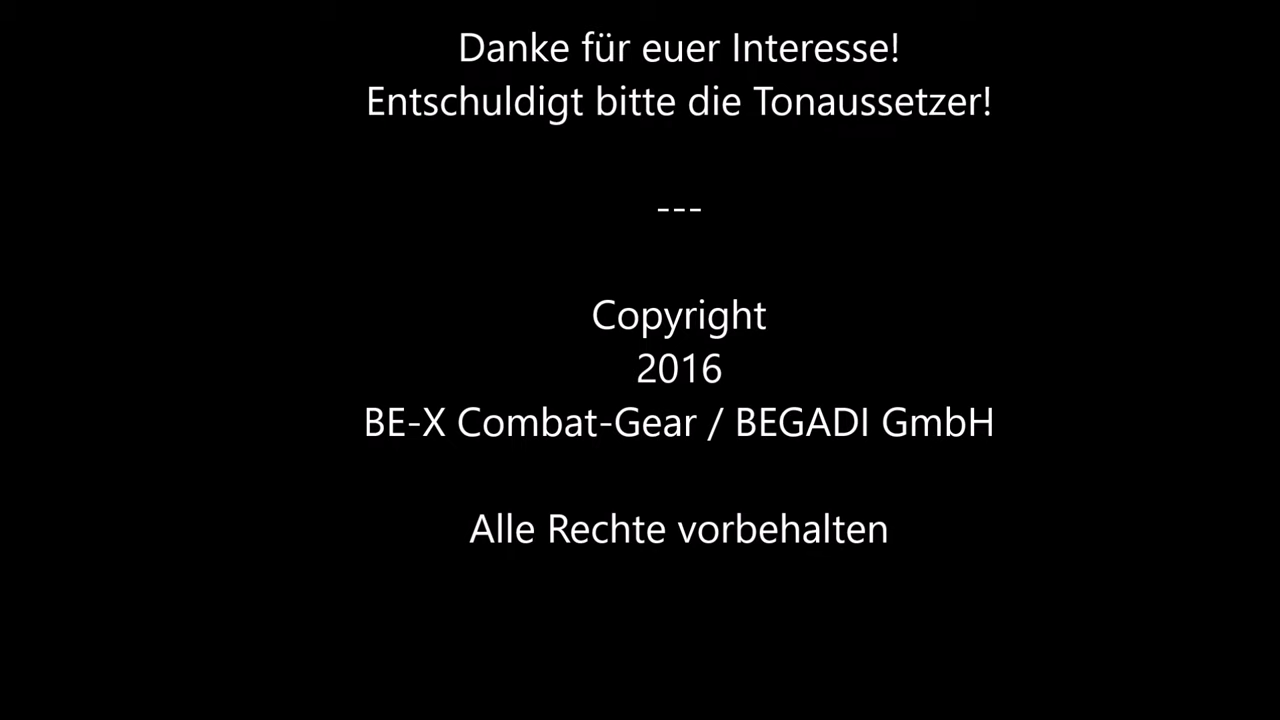 Danke für euer Interesse!
Entschuldigt bitte die Tonaussetzer!
---
Copyright
2016
BE-X Combat-Gear / BEGADI GmbH
Alle Rechte vorbehalten